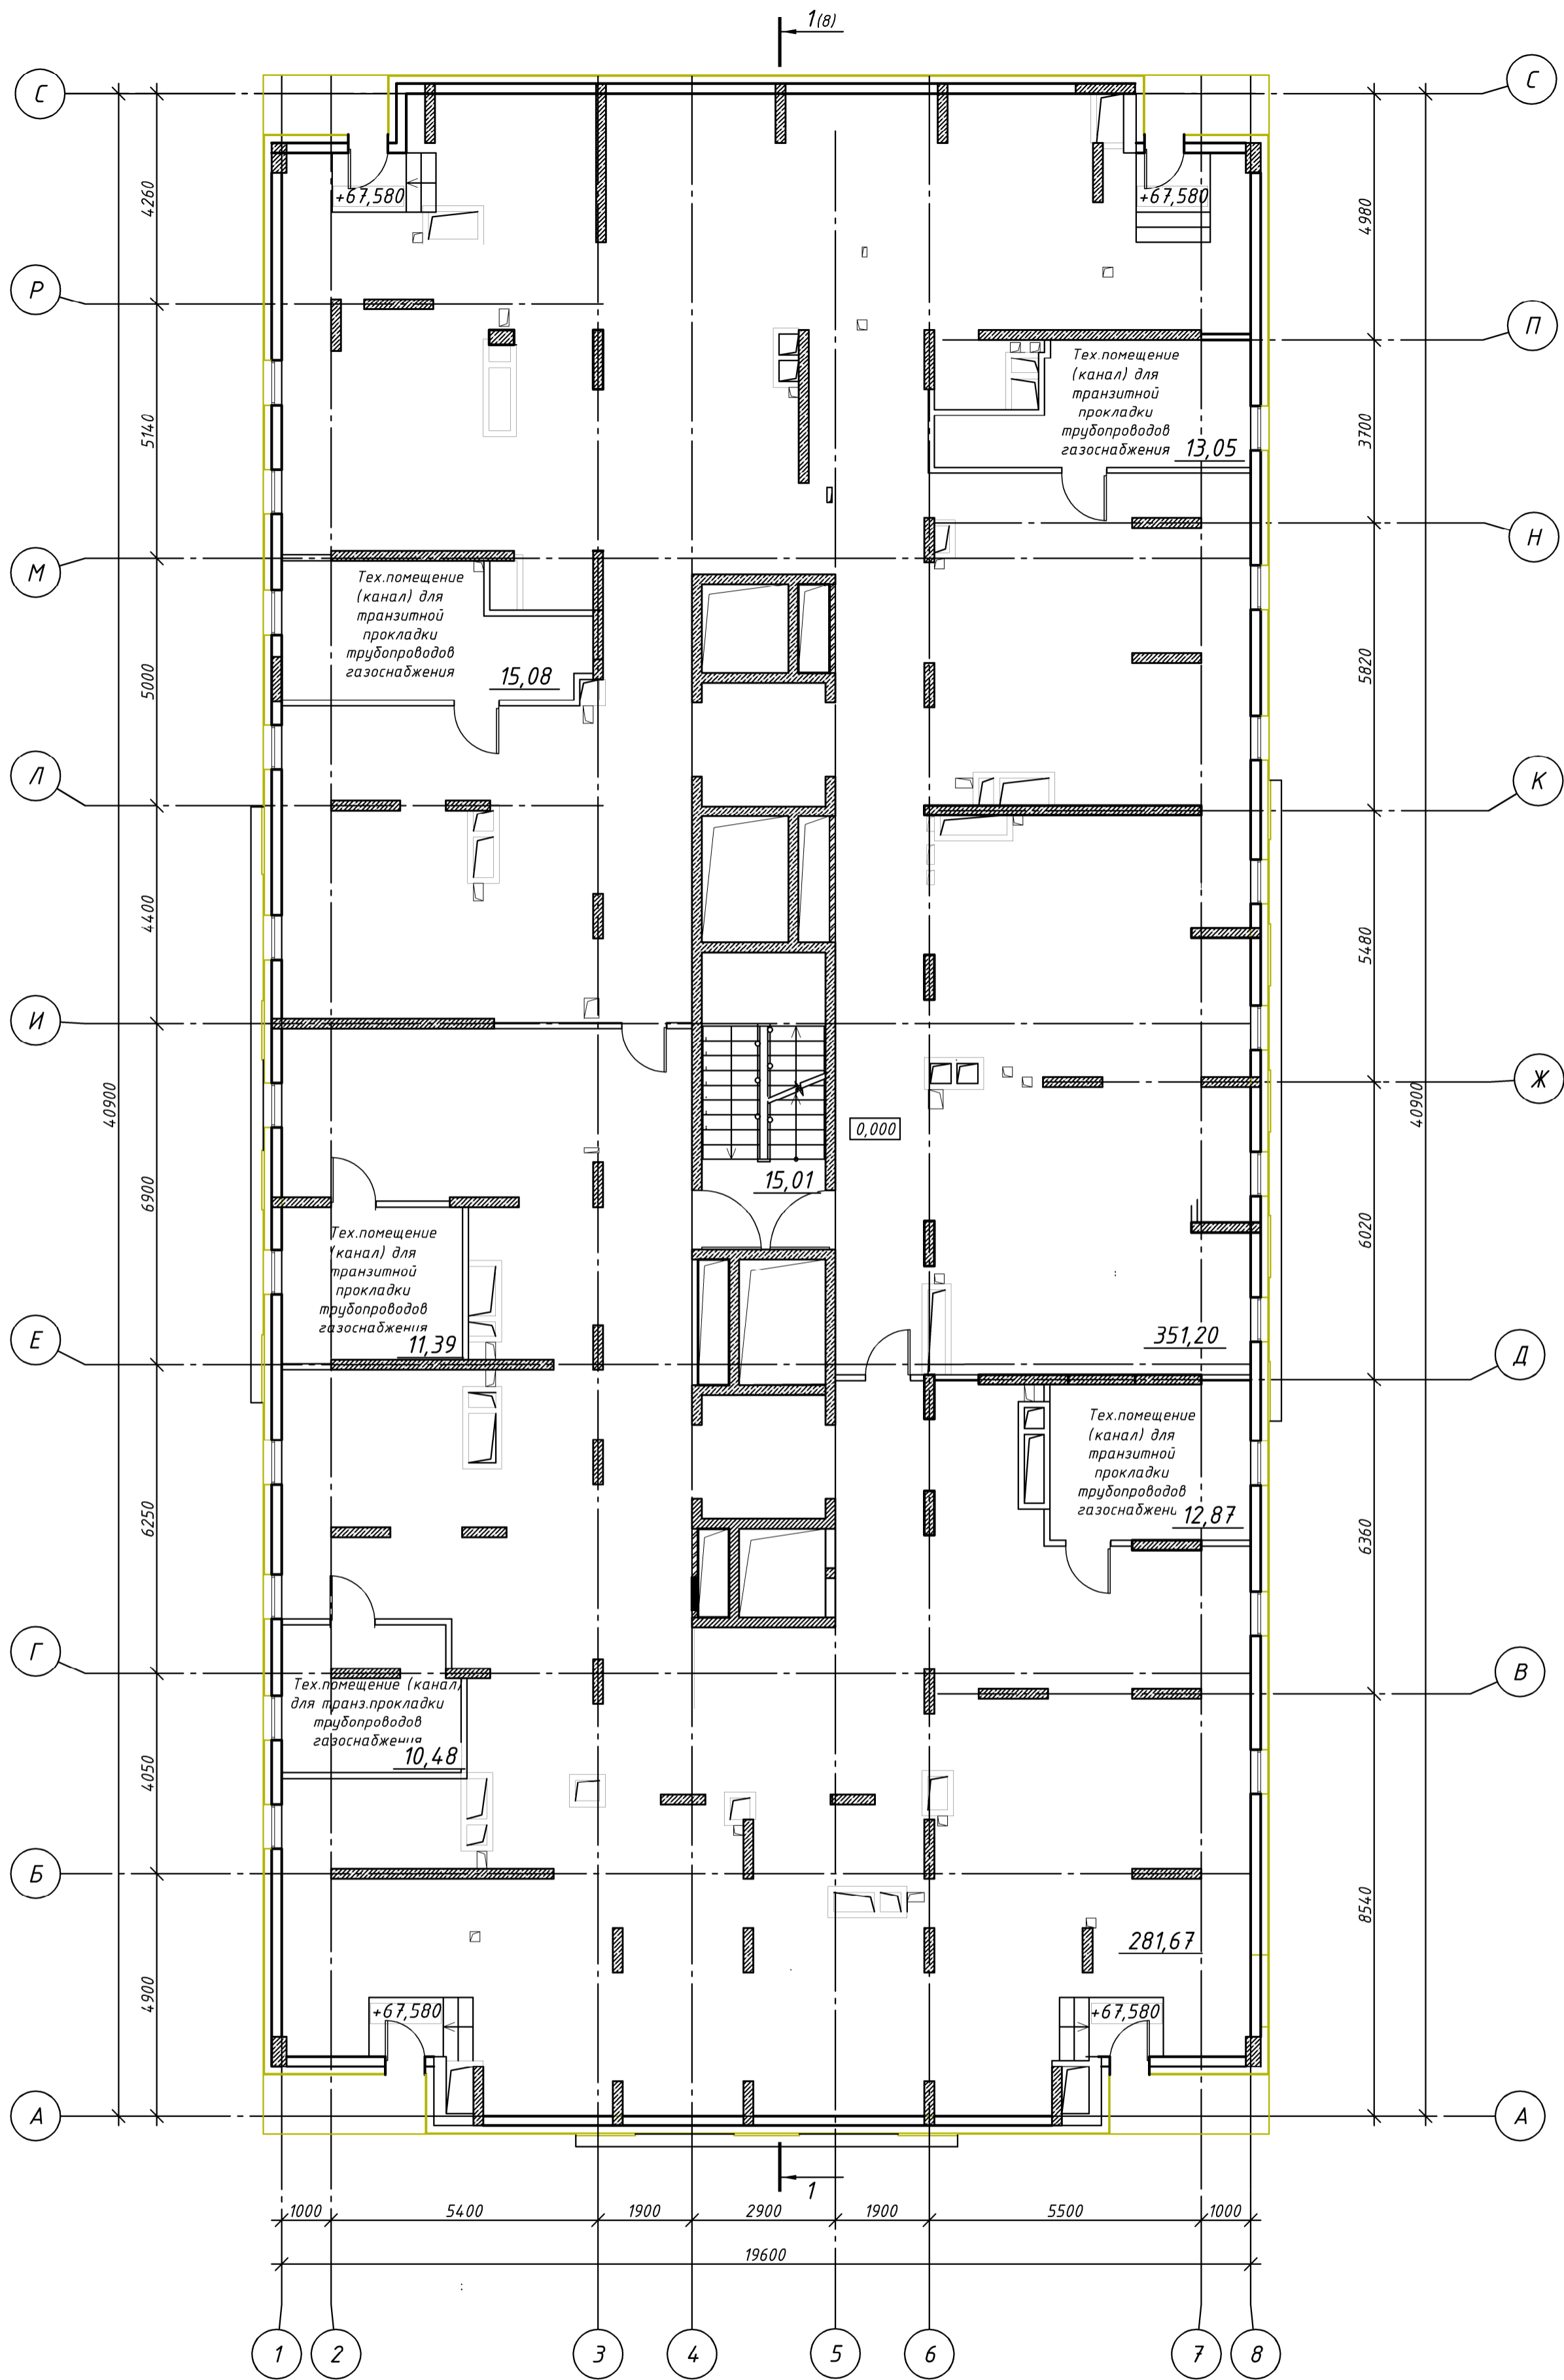 1(8)
С
С
+67,580
+67,580
4260
4980
Р
П
Тех.помещение
(канал) для
транзитной
прокладки
трубопроводов
газоснабжения
13,05
5140
3700
Н
М
Тех.помещение
(канал) для
транзитной
прокладки
трубопроводов
газоснабжения
15,08
5000
5820
Л
К
4400
5480
И
Ж
40900
40900
0,000
15,01
6900
6020
Тех.помещение
(канал) для
транзитной
прокладки
трубопроводов
газоснабжения
11,39
351,20
Е
Д
Тех.помещение
(канал) для
транзитной
прокладки
трубопроводов
газоснабжени
12,87
6250
6360
Г
В
Тех.помещение (канал)
для транз.прокладки
трубопроводов
газоснабжения
10,48
4050
Б
8540
281,67
4900
+67,580
+67,580
А
А
1
1000
5400
1900
2900
1900
5500
1000
19600
1
2
3
4
5
6
7
8